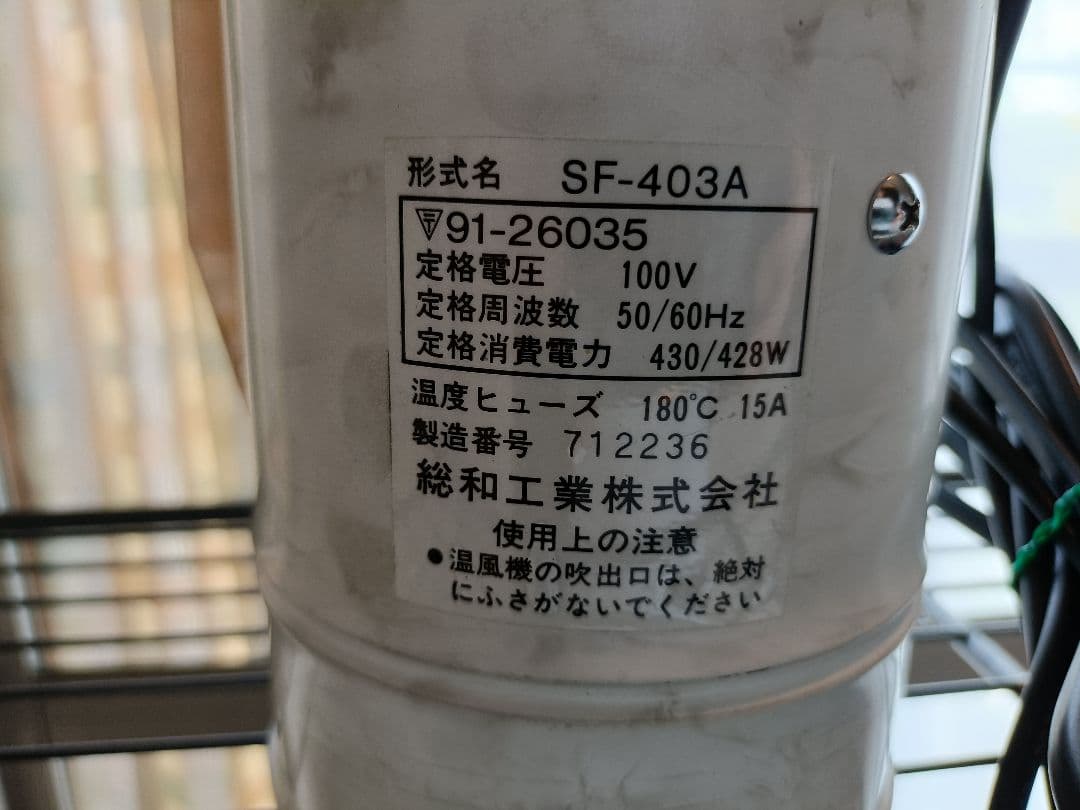 形式名 SF-403A
〒91-26035
定格電圧 100V
定格周波数 50/60Hz
定格消費電力 430/428W
温度ヒューズ 180℃ 15A
製造番号 712236
総和工業株式会社
使用上の注意
●温風機の吹出口は、絶対
にふさがないでください